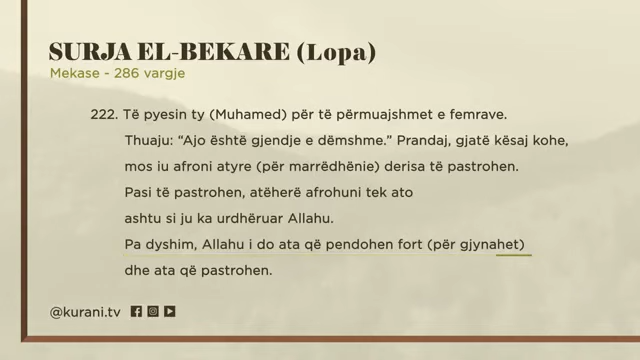 SURJA EL-BEKARE (Lopa)
Mekase - 286 vargje
222. Të pyesin ty (Muhamed) për të përmuajshmet e femrave.
Thuaju: “Ajo është gjendje e dëmshme.” Prandaj, gjatë kësaj kohe,
mos iu afroni atyre (për marrëdhënie) derisa të pastrohen.
Pasi të pastrohen, atëherë afrohuni tek ato
ashtu si ju ka urdhëruar Allahu.
Pa dyshim, Allahu i do ata që pendohen fort (për gjynahet)
dhe ata që pastrohen.
@kurani.tv